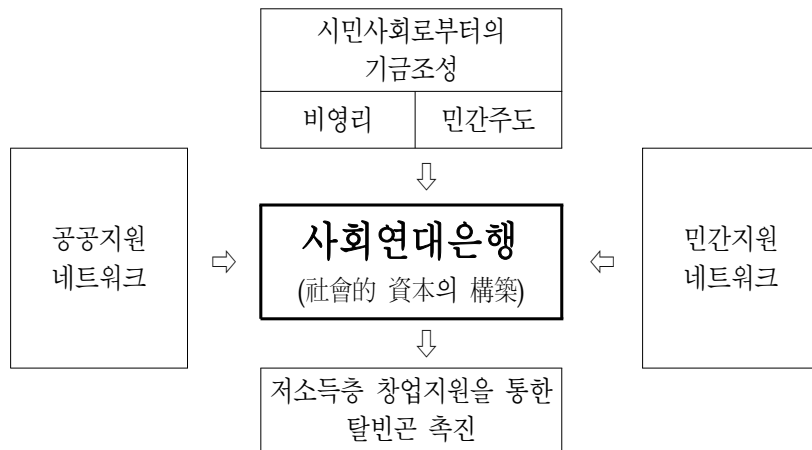 시민사회로부터의
기금조성
비영리
민간주도
공공지원
네트워크
사회연대은행
(社會的 資本의 構築)
민간지원
네트워크
저소득층 창업지원을 통한
탈빈곤 촉진